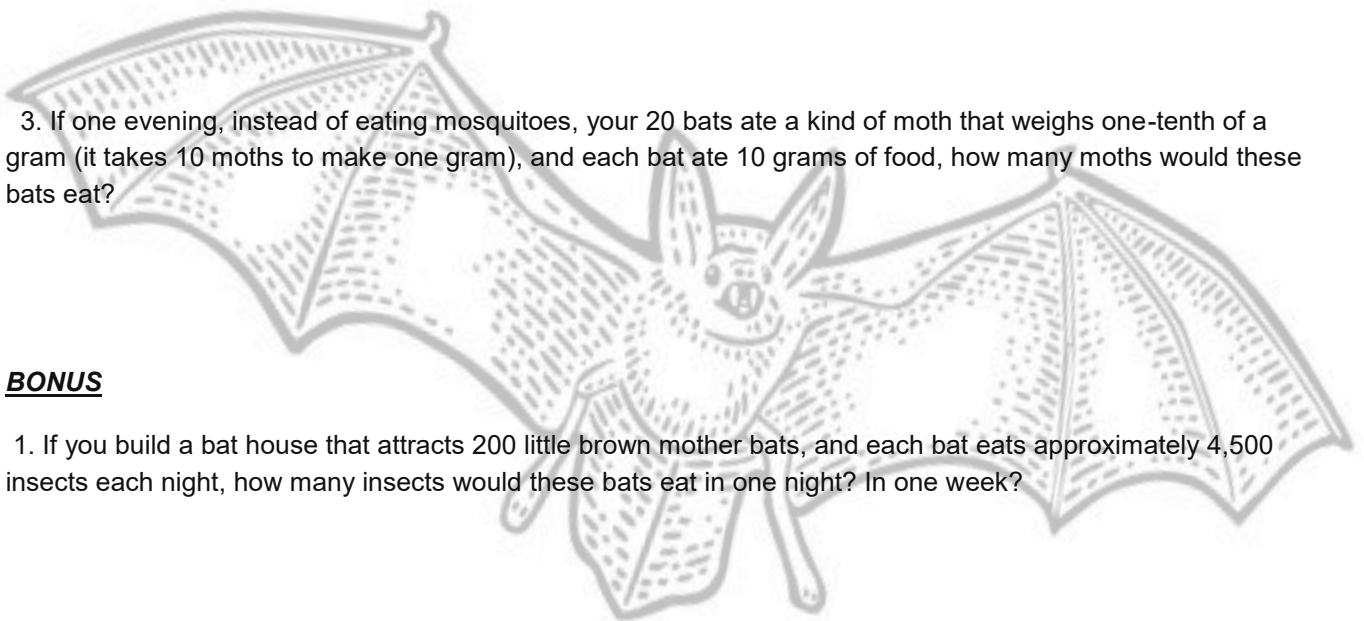 3. If one evening, instead of eating mosquitoes, your 20 bats ate a kind of moth that weighs one-tenth of a
gram (it takes 10 moths to make one gram), and each bat ate 10 grams of food, how many moths would these
bats eat?
BONUS
1. If you build a bat house that attracts 200 little brown mother bats, and each bat eats approximately 4,500
insects each night, how many insects would these bats eat in one night? In one week?